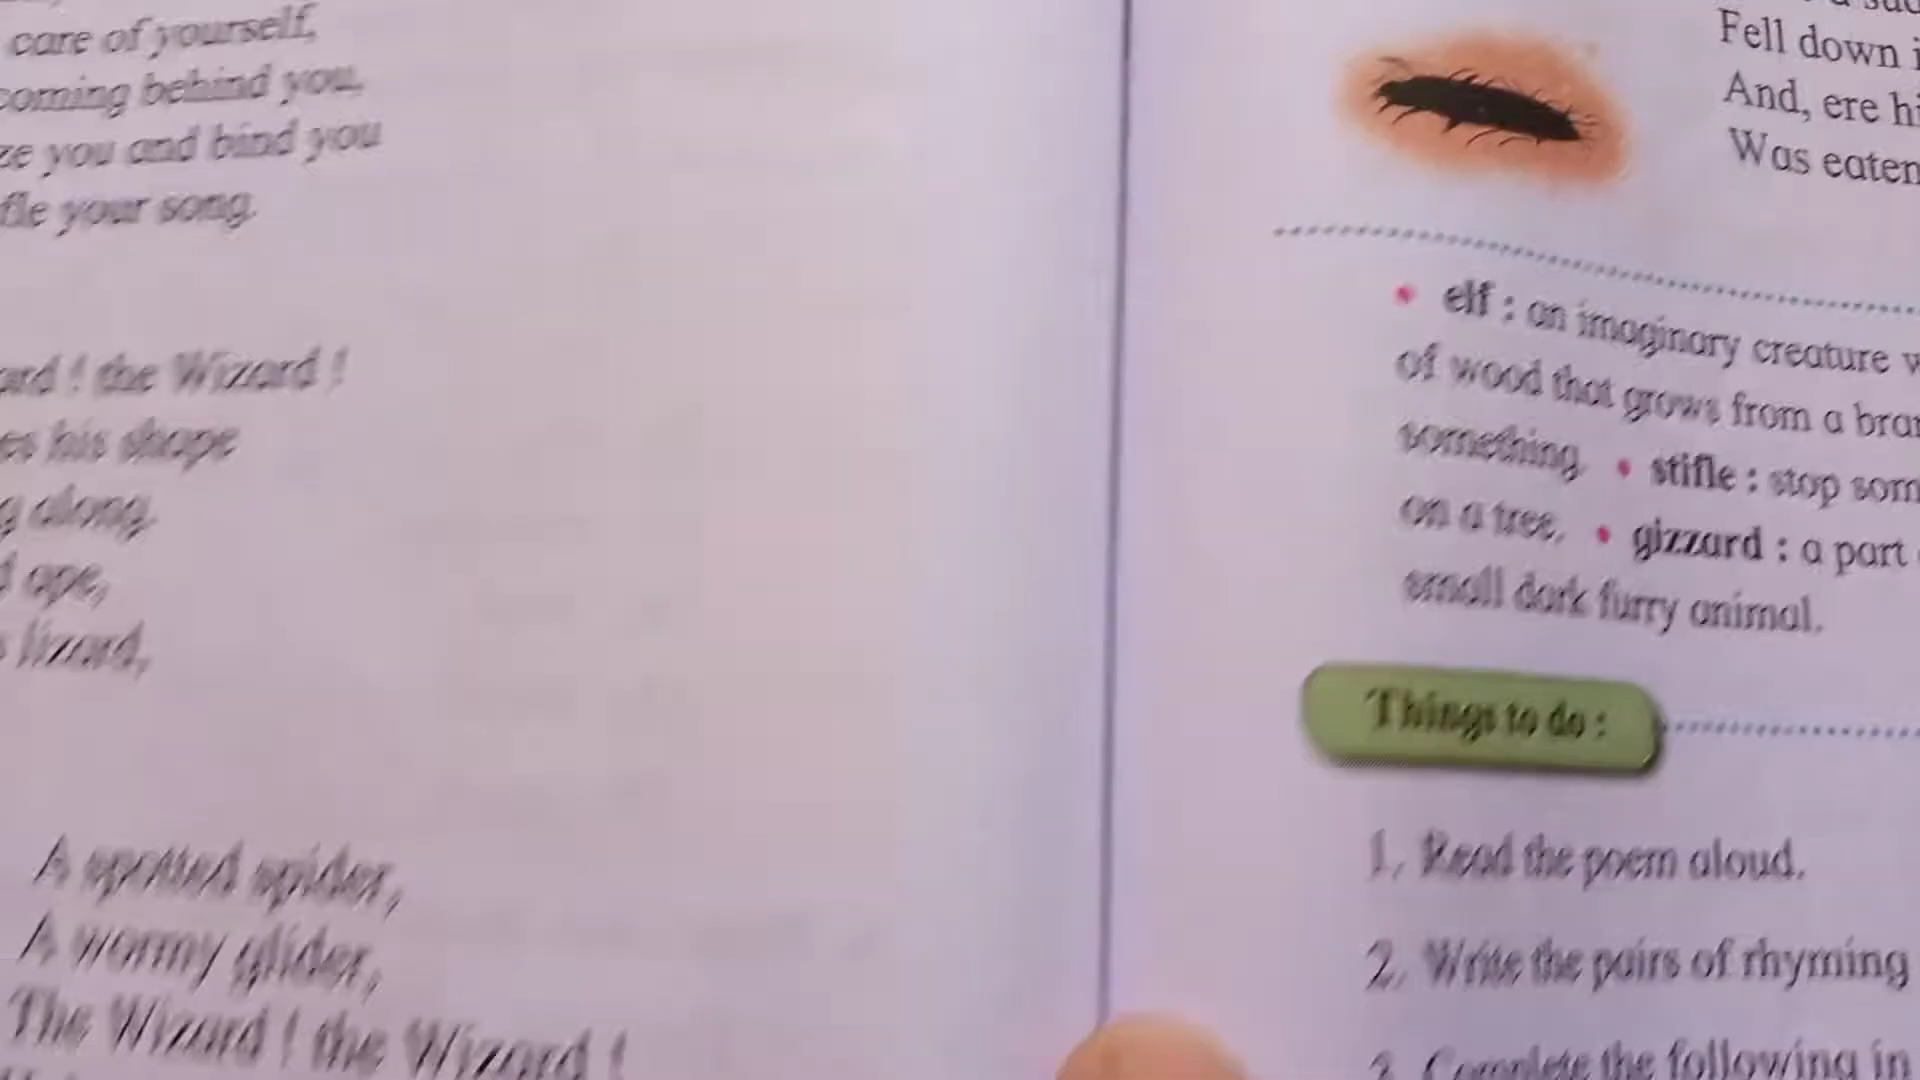 care of yourself,
coming behind you,
ze you and bind you
fle your song.
ard ! the Wizard !
es his shape
g along,
d ape,
s lizard,
A spotted spider,
A wormy glider,
The Wizard ! the Wizard !
Fell down i
And, ere hi
Was eaten
• elf : an imaginary creature w
of wood that grows from a bran
something. • stifle : stop som
on a tree. • gizzard : a part
small dark furry animal.
Things to do :
1. Read the poem aloud.
2. Write the pairs of rhyming
3. Complete the following in